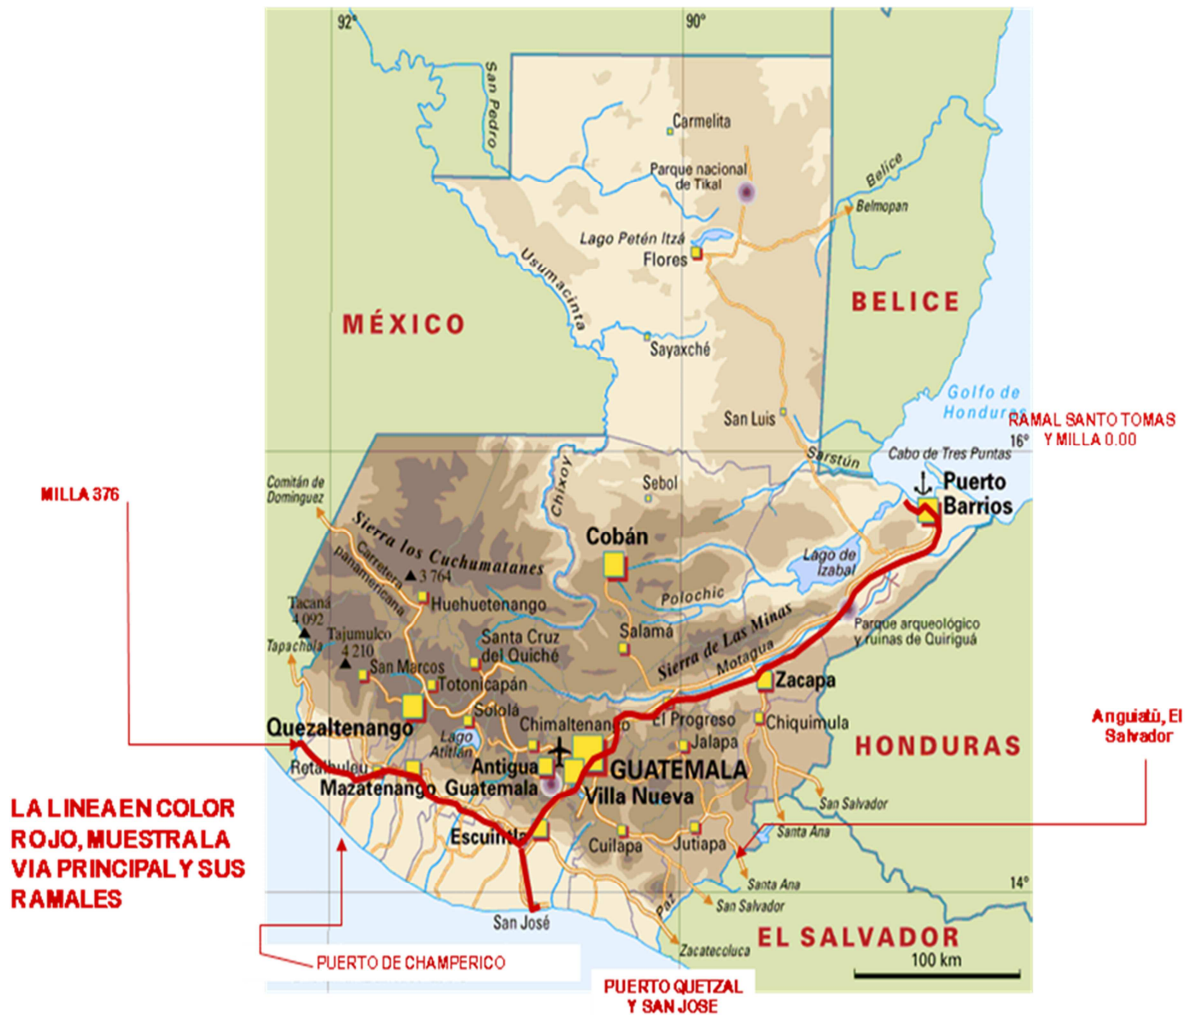 92°
90°
San Pedro
Carmelita
Parque nacional
de Tikal
Belice
Belmopan
Lago Petén Itzá
Flores
Usumacinta
BELICE
MÉXICO
Sayaxché
Golfo de
Honduras
San Luis
RAMAL SANTO TOMAS
Y MILLA 0.00
16°
Sarstún
Cabo de Tres Puntas
Chixoy
Sebol
Puerto
Barrios
MILLA 376
Comitán de
Domínguez
Sierra los Cuchumatanes
Cobán
Lago de
Izabal
Carretera
panamericana
3 764
Polochic
Huehuetenango
Tacaná
4 092
Tajumulco
4 210
Tapachula
Santa Cruz
del Quiché
Salamá
Sierra de Las Minas
Motagua
Parque arqueológico
y ruinas de Quiriguá
San Marcos
Totonicapán
Zacapa
Sololá
Quezaltenango
Chimaltenango
El Progreso
Chiquimula
Anguiatù, El
Salvador
Lago
Atitlán
Jalapa
HONDURAS
Retalhuleu
Antigua
Guatemala
GUATEMALA
Mazatenango
Villa Nueva
San Salvador
LA LINEA EN COLOR
ROJO, MUESTRA LA
VIA PRINCIPAL Y SUS
RAMALES
Escuintla
Cuilapa
Jutiapa
Santa Ana
Santa Ana
14°
San Salvador
Paz
San José
EL SALVADOR
Zacatecoluca
100 km
PUERTO DE CHAMPERICO
PUERTO QUETZAL
Y SAN JOSE